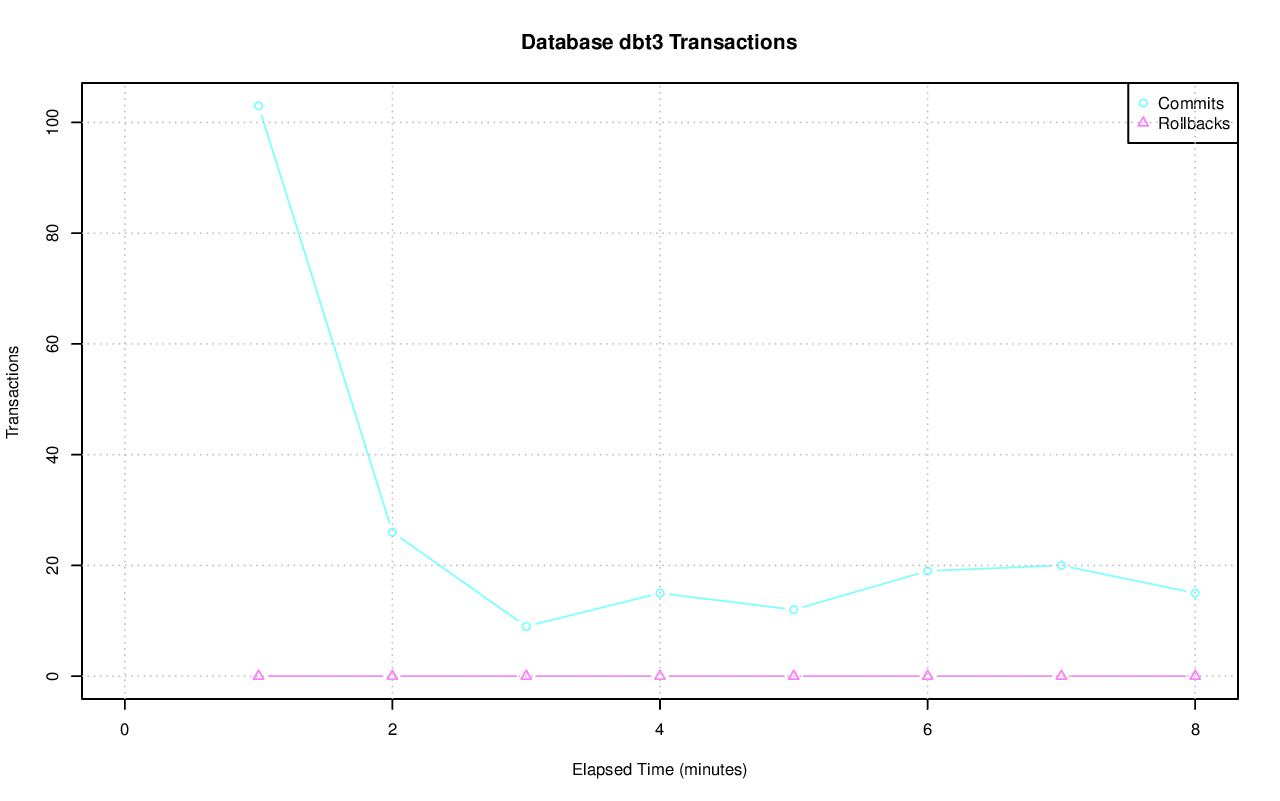 Database dbt3 Transactions
Commits
Rollbacks
100
80
60
40
20
0
Transactions
0 2 4 6 8
Elapsed Time (minutes)